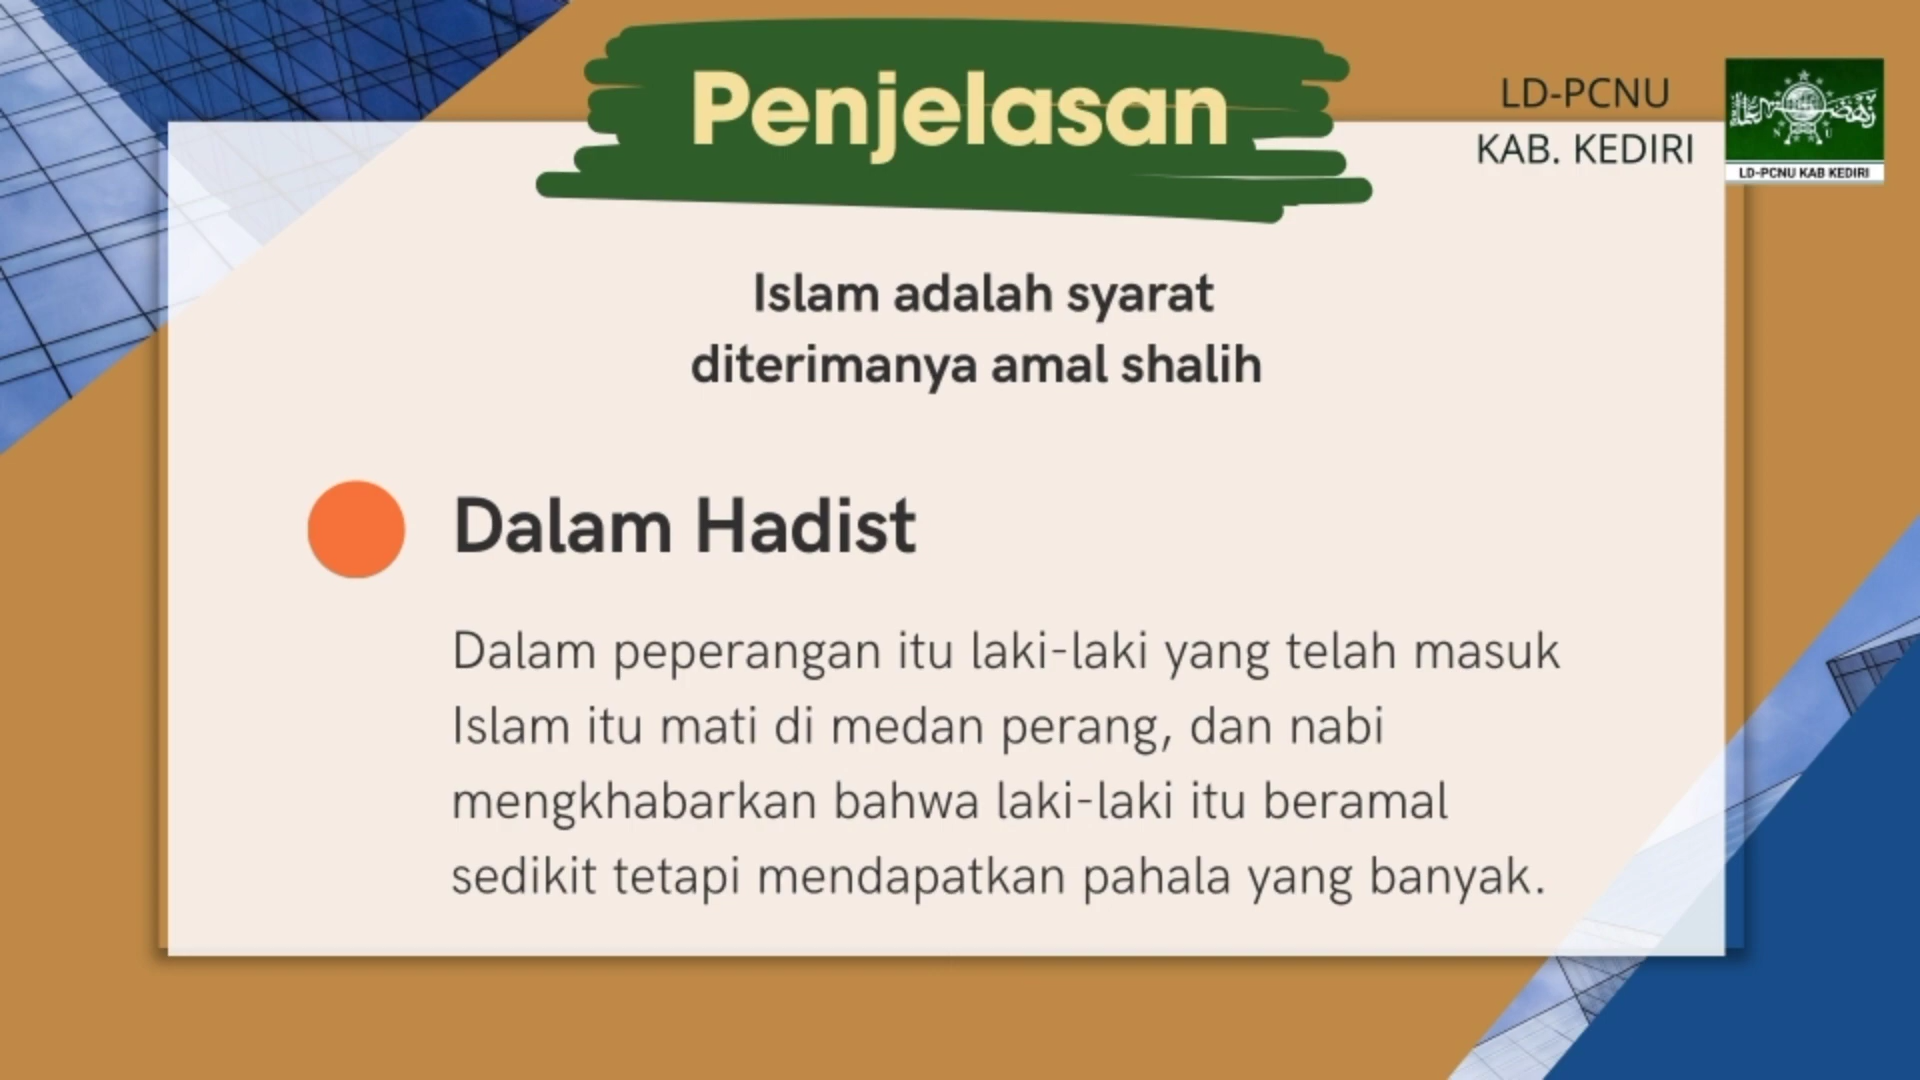 Penjelasan
LD-PCNU
KAB. KEDIRI
LD-PCNU KAB KEDIRI
Islam adalah syarat
diterimanya amal shalih
Dalam Hadist
Dalam peperangan itu laki-laki yang telah masuk
Islam itu mati di medan perang, dan nabi
mengkhabarkan bahwa laki-laki itu beramal
sedikit tetapi mendapatkan pahala yang banyak.